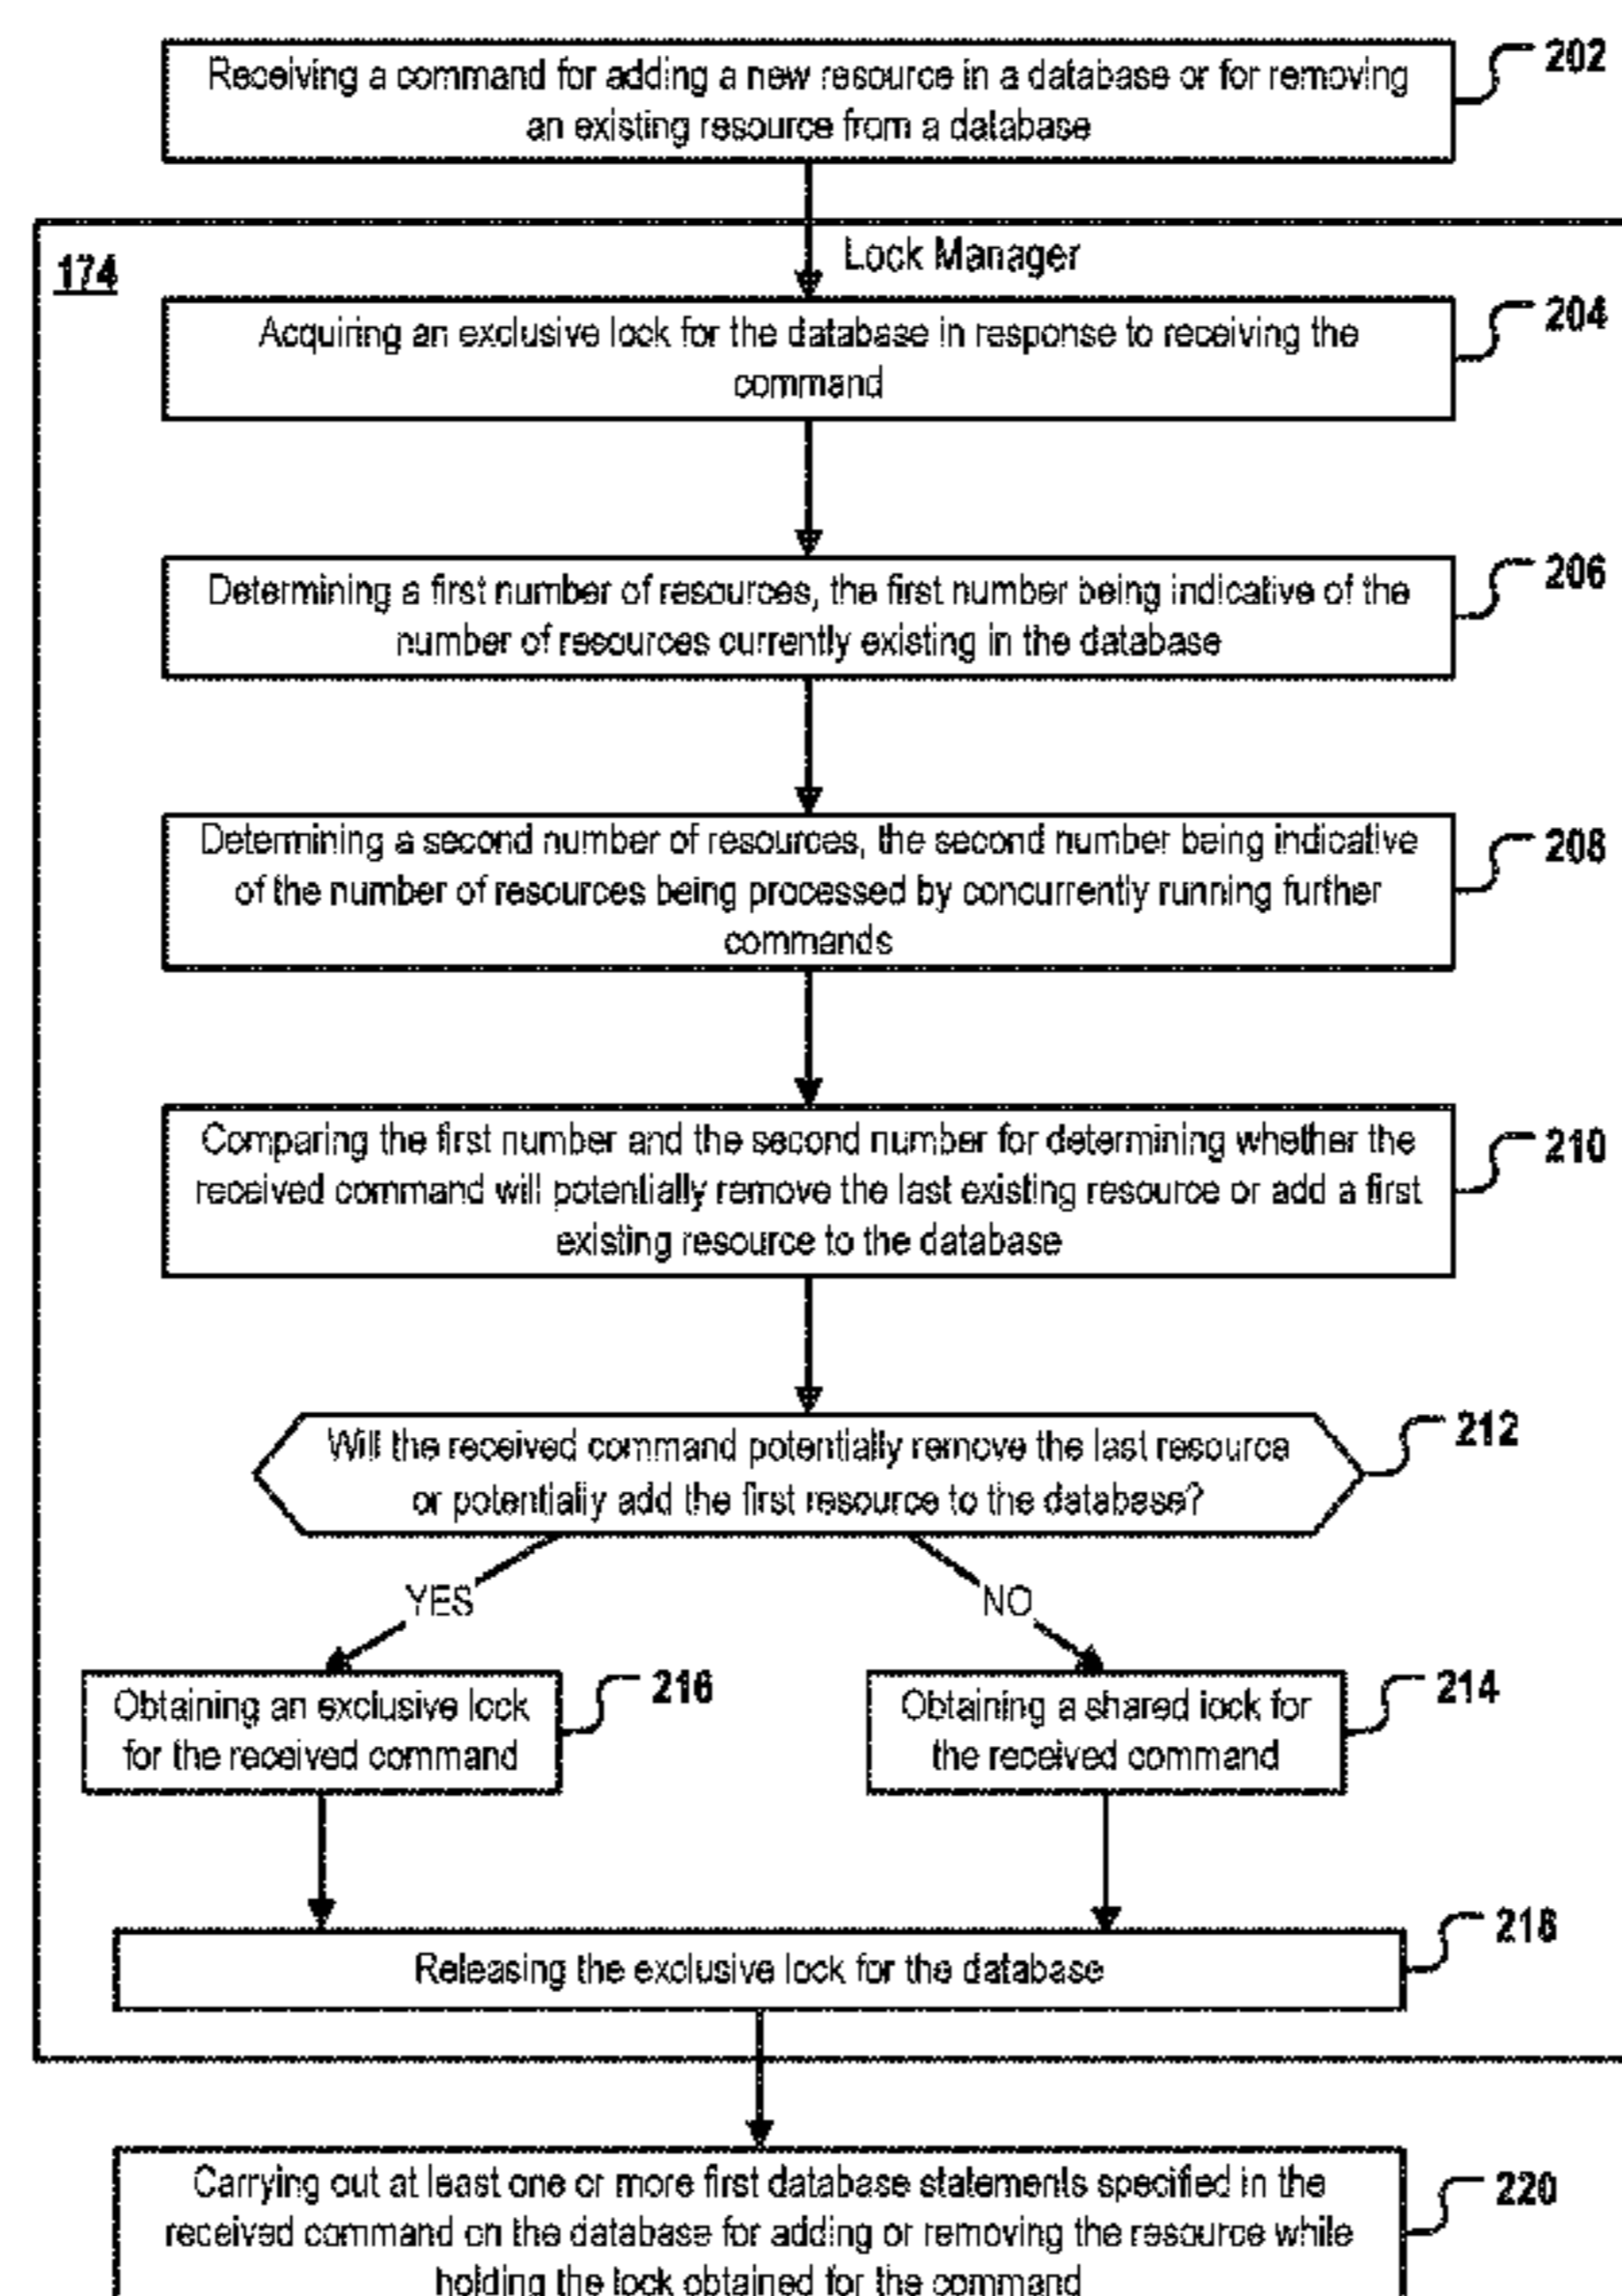 Receiving a command for adding a new resource in a database or for removing
an existing resource from a database
202
Lock Manager
174
Acquiring an exclusive lock for the database in response to receiving the
command
204
Determining a first number of resources, the first number being indicative of the
number of resources currently existing in the database
206
Determining a second number of resources, the second number being indicative
of the number of resources being processed by concurrently running further
commands
208
Comparing the first number and the second number for determining whether the
received command will potentially remove the last existing resource or add a first
existing resource to the database
210
Will the received command potentially remove the last resource
or potentially add the first resource to the database?
212
YES
NO
Obtaining an exclusive lock
for the received command
216
Obtaining a shared lock for
the received command
214
Releasing the exclusive lock for the database
218
Carrying out at least one or more first database statements specified in the
received command on the database for adding or removing the resource while
holding the lock obtained for the command
220